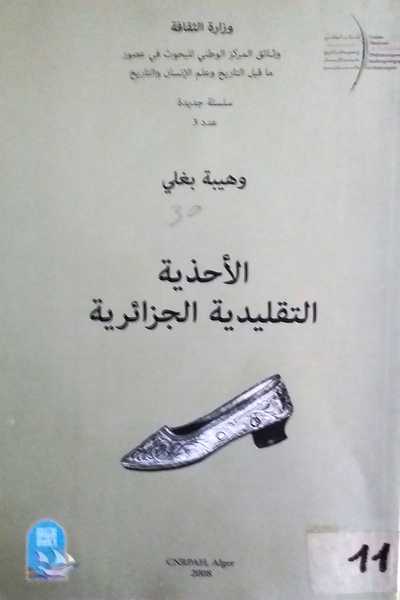 وزارة الثقافة
وثائق المركز الوطني للبحوث في عصور
ما قبل التاريخ وعلم الإنسان والتاريخ
سلسلة جديدة
عدد 3
وهيبة بغلي
30
الأحذية
التقليدية الجزائرية
CNRPAH, Alger
2008
11